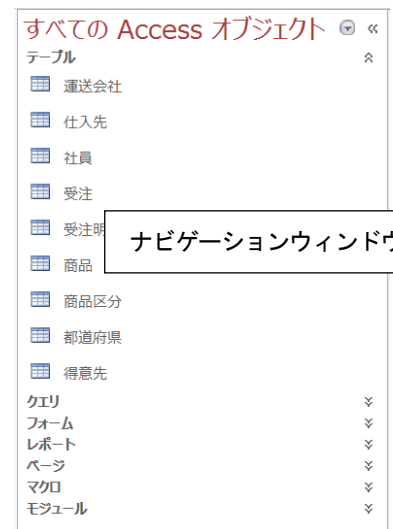 すべての Access オブジェクト
テーブル
運送会社
仕入先
社員
受注
受注明
ナビゲーションウィンドウ
商品
商品区分
都道府県
得意先
クエリ
フォーム
レポート
ページ
マクロ
モジュール